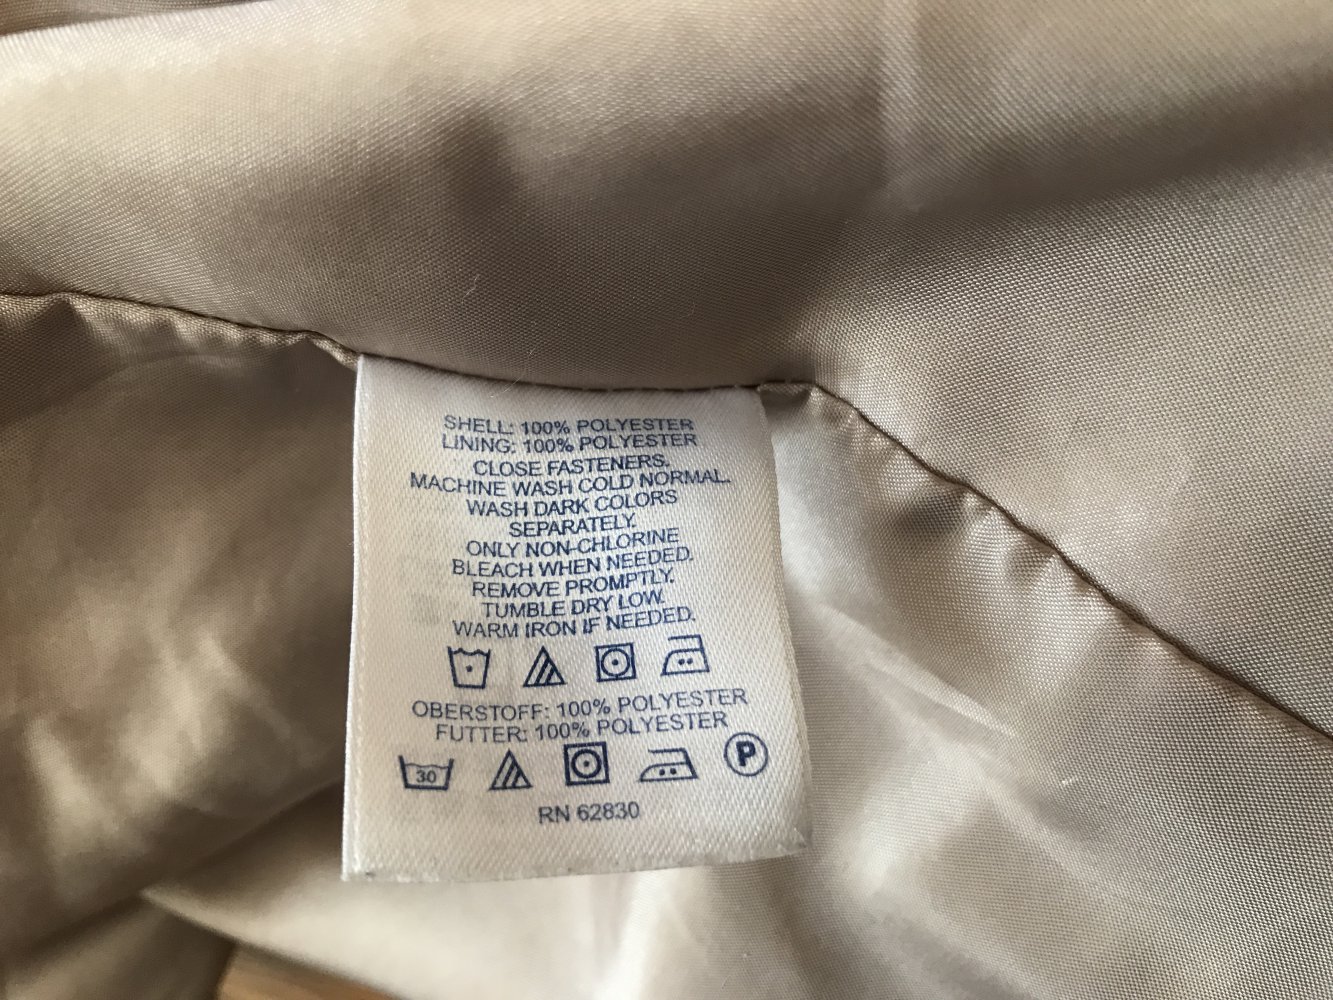 SHELL: 100% POLYESTER
LINING: 100% POLYESTER
CLOSE FASTENERS.
MACHINE WASH COLD NORMAL.
WASH DARK COLORS
SEPARATELY.
ONLY NON-CHLORINE
BLEACH WHEN NEEDED.
REMOVE PROMPTLY.
TUMBLE DRY LOW.
WARM IRON IF NEEDED.
OBERSTOFF: 100% POLYESTER
FUTTER: 100% POLYESTER
30 P
RN 62830